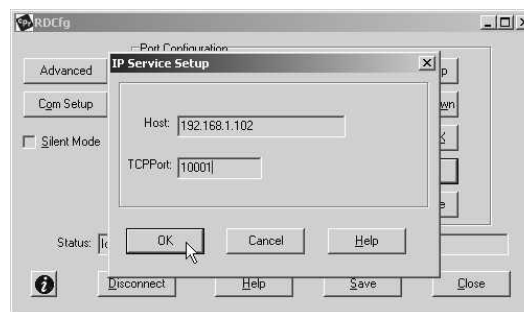 RDCfg
Port Configuration
Advanced
IP Service Setup
Com Setup
Host: 192.168.1.102
Silent Mode
TCPPort: 10001
Status:
OK
Cancel
Help
Disconnect
Help
Save
Close